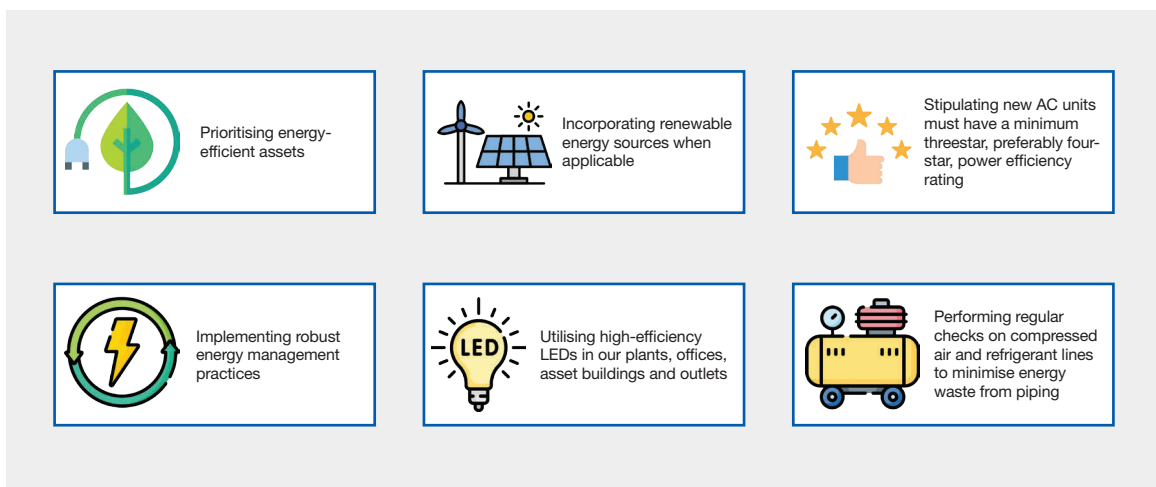 Prioritising energy-
efficient assets
Incorporating renewable
energy sources when
applicable
Stipulating new AC units
must have a minimum
threestar, preferably four-
star, power efficiency
rating
Implementing robust
energy management
practices
LED
Utilising high-efficiency
LEDs in our plants, offices,
asset buildings and outlets
Performing regular
checks on compressed
air and refrigerant lines
to minimise energy
waste from piping